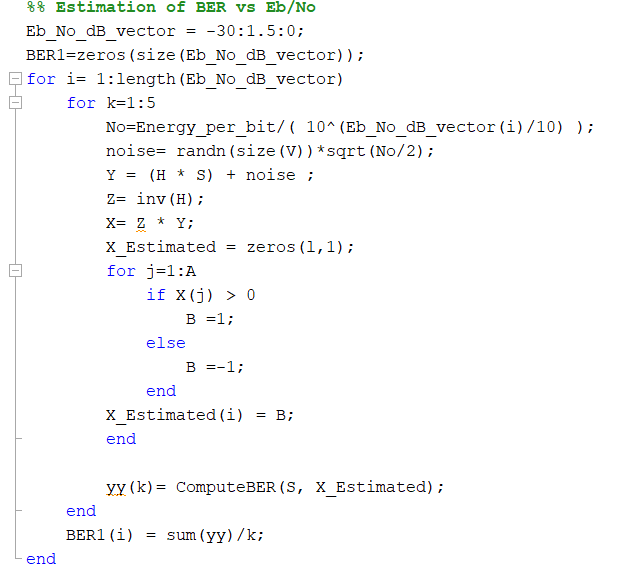 %% Estimation of BER vs Eb/No
Eb_No_dB_vector = -30:1.5:0;
BER1=zeros(size(Eb_No_dB_vector));
for i= 1:length(Eb_No_dB_vector)
for k=1:5
No=Energy_per_bit/( 10^(Eb_No_dB_vector(i)/10) );
noise= randn(size(V))*sqrt(No/2);
Y = (H * S) + noise ;
Z= inv(H);
X= Z * Y;
X_Estimated = zeros(l,1);
for j=1:A
if X(j) > 0
B =1;
else
B =-1;
end
X_Estimated(i) = B;
end
yy(k)= ComputeBER(S, X_Estimated);
end
BER1(i) = sum(yy)/k;
end